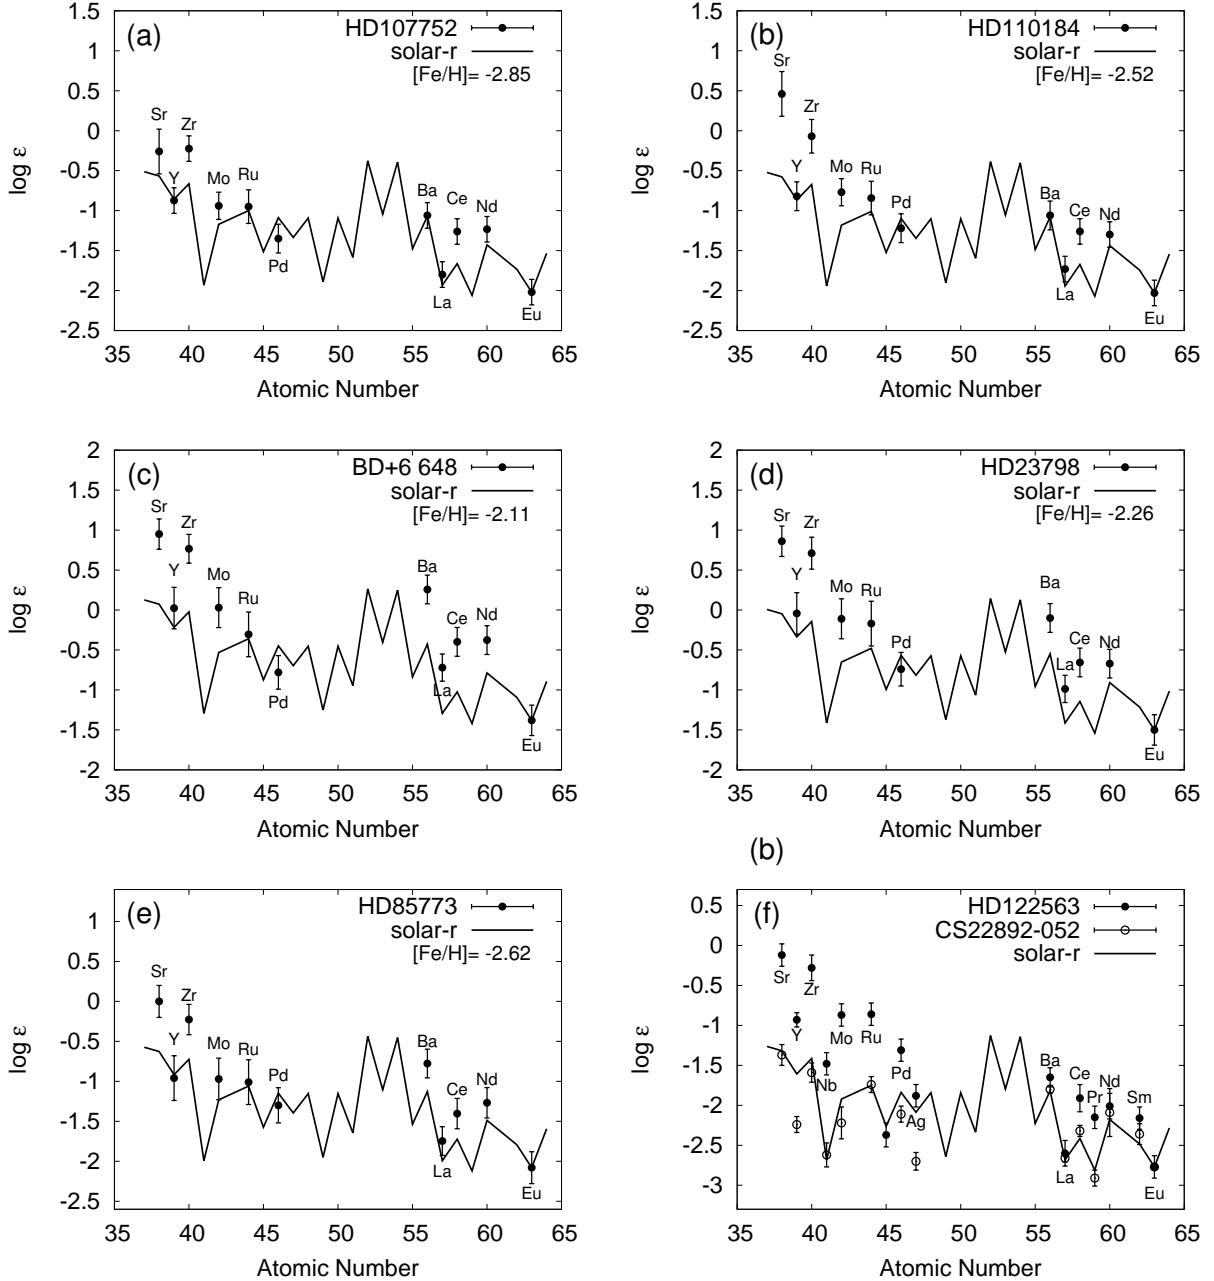 (a)
HD107752
solar-r
[Fe/H]= -2.85
1.5
1
0.5
0
-0.5
-1
-1.5
-2
-2.5
log ε
Sr
Y
Zr
Mo
Ru
Pd
Ba
La
Ce
Nd
Eu
35 40 45 50 55 60 65
Atomic Number
(b)
HD110184
solar-r
[Fe/H]= -2.52
1.5
1
0.5
0
-0.5
-1
-1.5
-2
-2.5
log ε
Sr
Y
Zr
Mo
Ru
Pd
Ba
La
Ce
Nd
Eu
35 40 45 50 55 60 65
Atomic Number
(c)
BD+6 648
solar-r
[Fe/H]= -2.11
2
1.5
1
0.5
0
-0.5
-1
-1.5
-2
log ε
Sr
Y
Zr
Mo
Ru
Pd
Ba
La
Ce
Nd
Eu
35 40 45 50 55 60 65
Atomic Number
(d)
HD23798
solar-r
[Fe/H]= -2.26
2
1.5
1
0.5
0
-0.5
-1
-1.5
-2
log ε
Sr
Y
Zr
Mo
Ru
Pd
Ba
La
Ce
Nd
Eu
35 40 45 50 55 60 65
Atomic Number
(b)
(e)
HD85773
solar-r
[Fe/H]= -2.62
1
0.5
0
-0.5
-1
-1.5
-2
-2.5
log ε
Sr
Y
Zr
Mo
Ru
Pd
Ba
La
Ce
Nd
Eu
35 40 45 50 55 60 65
Atomic Number
(f)
HD122563
CS22892-052
solar-r
0.5
0
-0.5
-1
-1.5
-2
-2.5
-3
log ε
Sr
Y
Zr
Nb
Mo
Ru
Pd
Ag
Ba
La
Ce
Pr
Nd
Sm
Eu
35 40 45 50 55 60 65
Atomic Number